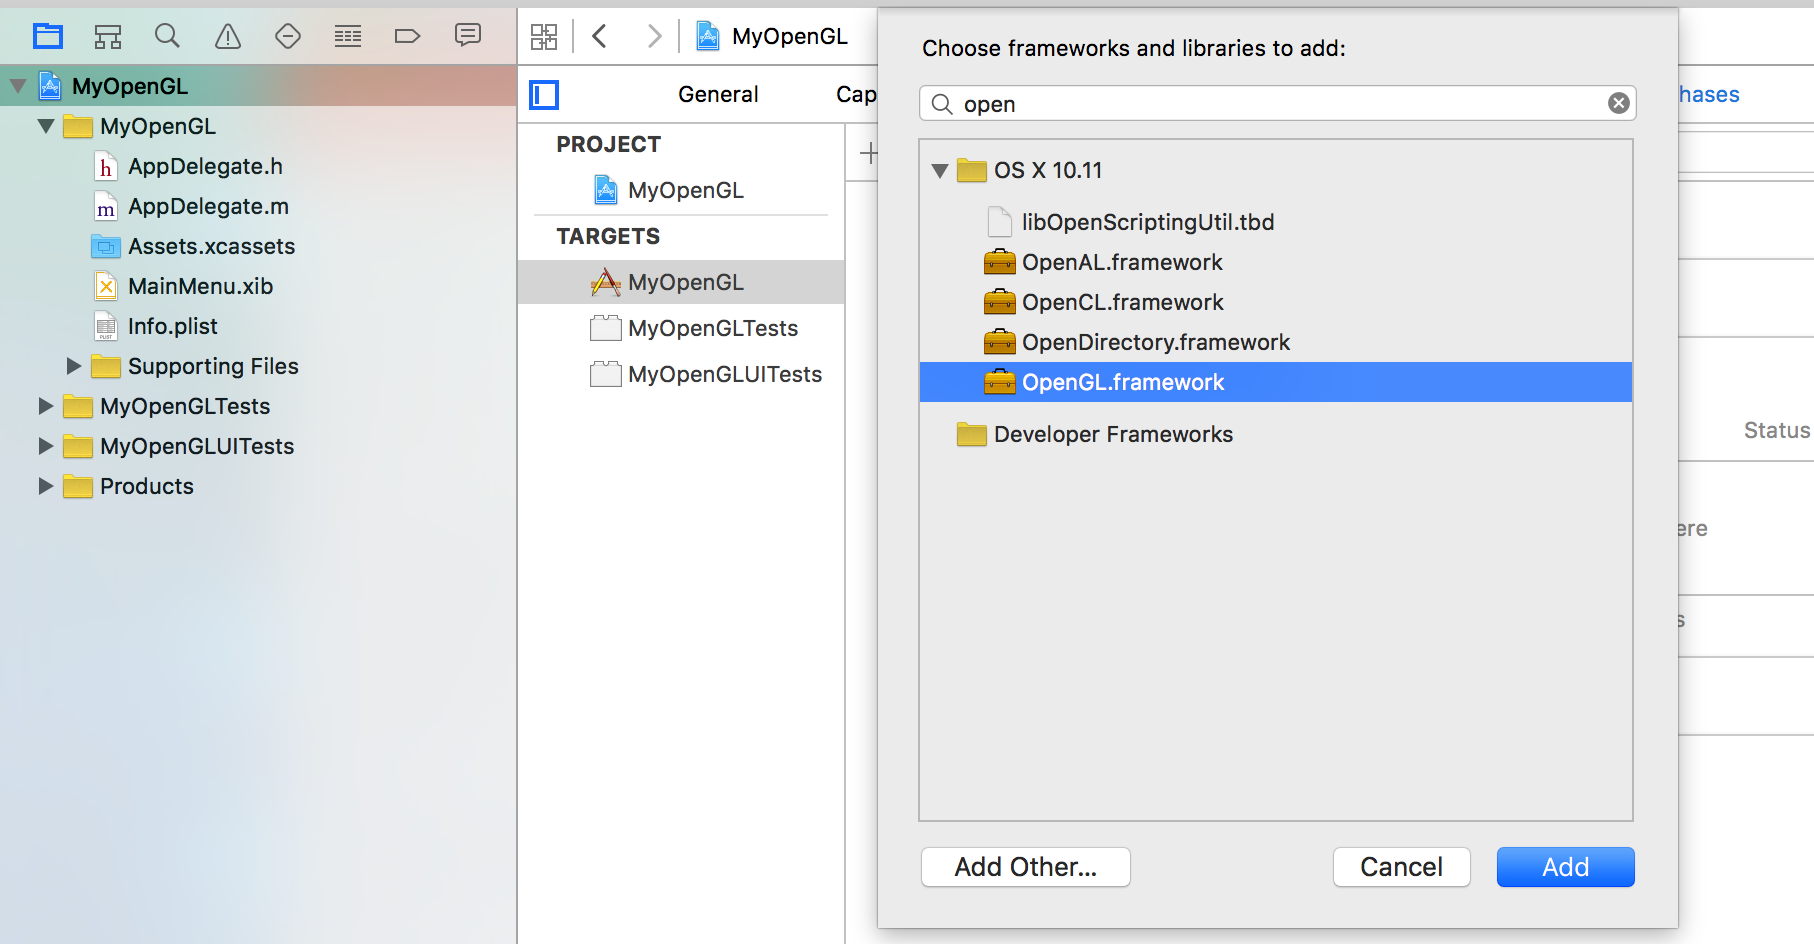 MyOpenGL
MyOpenGL
AppDelegate.h
AppDelegate.m
Assets.xcassets
MainMenu.xib
Info.plist
Supporting Files
MyOpenGLTests
MyOpenGLUITests
Products
MyOpenGL
General
Cap
PROJECT
MyOpenGL
TARGETS
MyOpenGL
MyOpenGLTests
MyOpenGLUITests
Choose frameworks and libraries to add:
open
OS X 10.11
libOpenScriptingUtil.tbd
OpenAL.framework
OpenCL.framework
OpenDirectory.framework
OpenGL.framework
Developer Frameworks
Add Other...
Cancel
Add
hases
Status
ere
s